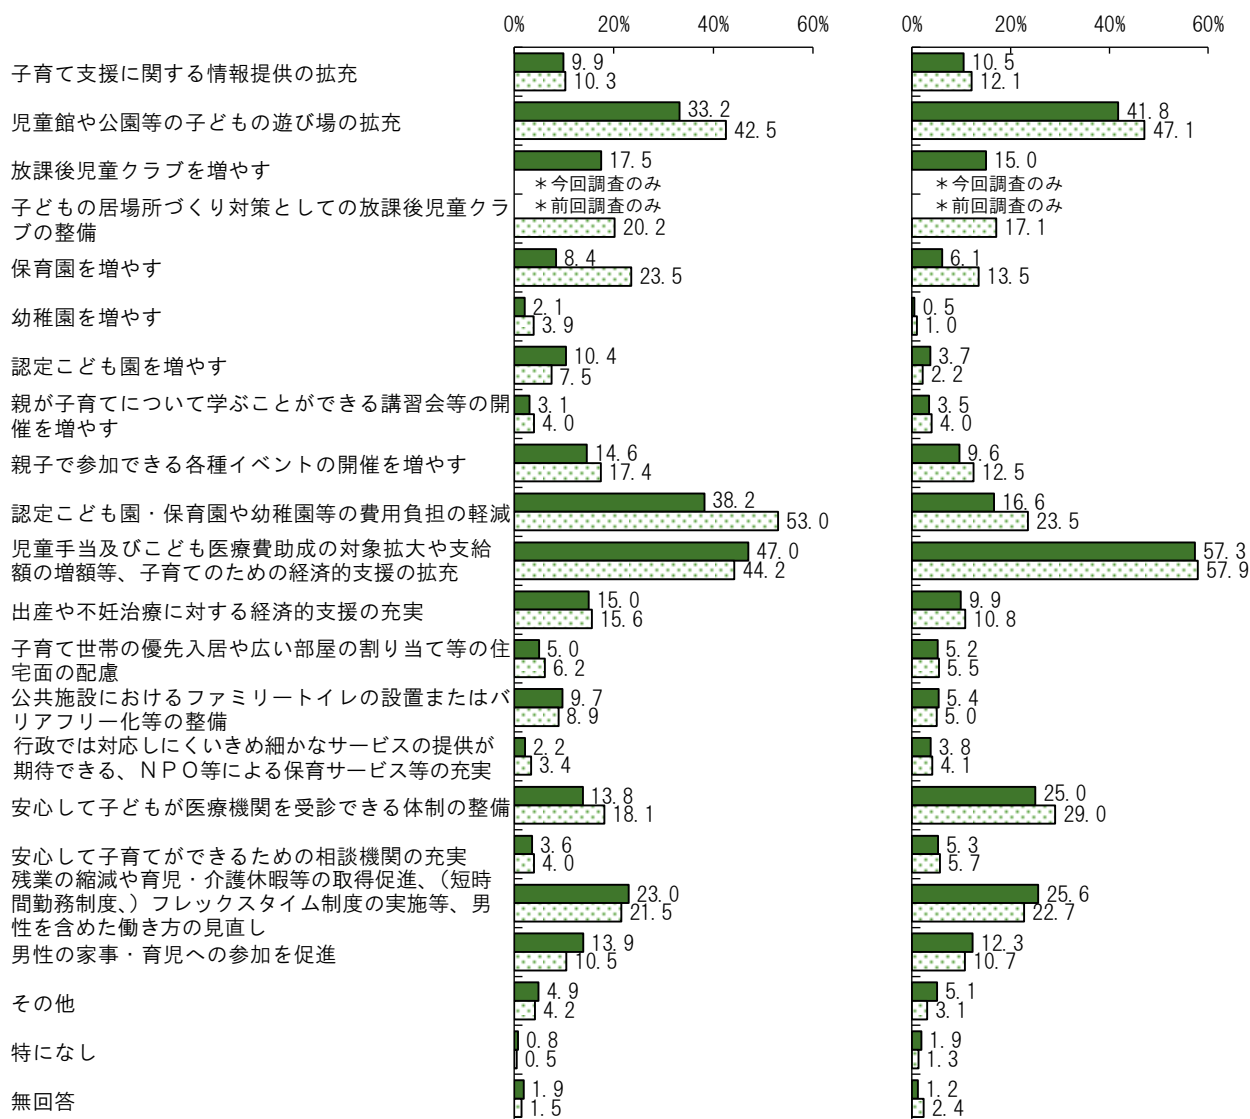 0% 20% 40% 60% 0% 20% 40% 60%
子育て支援に関する情報提供の拡充 9.9 10.3 10.5 12.1
児童館や公園等の子どもの遊び場の拡充 33.2 42.5 41.8 47.1
放課後児童クラブを増やす 17.5 15.0
＊今回調査のみ ＊今回調査のみ
子どもの居場所づくり対策としての放課後児童クラ ＊前回調査のみ ＊前回調査のみ
ブの整備 20.2 17.1
保育園を増やす 8.4 23.5 6.1 13.5
幼稚園を増やす 2.1 3.9 0.5 1.0
認定こども園を増やす 10.4 7.5 3.7 2.2
親が子育てについて学ぶことができる講習会等の開
催を増やす 3.1 4.0 3.5 4.0
親子で参加できる各種イベントの開催を増やす 14.6 17.4 9.6 12.5
認定こども園・保育園や幼稚園等の費用負担の軽減 38.2 53.0 16.6 23.5
児童手当及びこども医療費助成の対象拡大や支給
額の増額等、子育てのための経済的支援の拡充 47.0 44.2 57.3 57.9
出産や不妊治療に対する経済的支援の充実 15.0 15.6 9.9 10.8
子育て世帯の優先入居や広い部屋の割り当て等の住
宅面の配慮 5.0 6.2 5.2 5.5
公共施設におけるファミリートイレの設置またはバ
リアフリー化等の整備 9.7 8.9 5.4 5.0
行政では対応しにくいきめ細かなサービスの提供が
期待できる、ＮＰＯ等による保育サービス等の充実 2.2 3.4 3.8 4.1
安心して子どもが医療機関を受診できる体制の整備 13.8 18.1 25.0 29.0
安心して子育てができるための相談機関の充実 3.6 4.0 5.3 5.7
残業の縮減や育児・介護休暇等の取得促進、（短時
間勤務制度、）フレックスタイム制度の実施等、男
性を含めた働き方の見直し 23.0 21.5 25.6 22.7
男性の家事・育児への参加を促進 13.9 10.5 12.3 10.7
その他 4.9 4.2 5.1 3.1
特になし 0.8 0.5 1.9 1.3
無回答 1.9 1.5 1.2 2.4